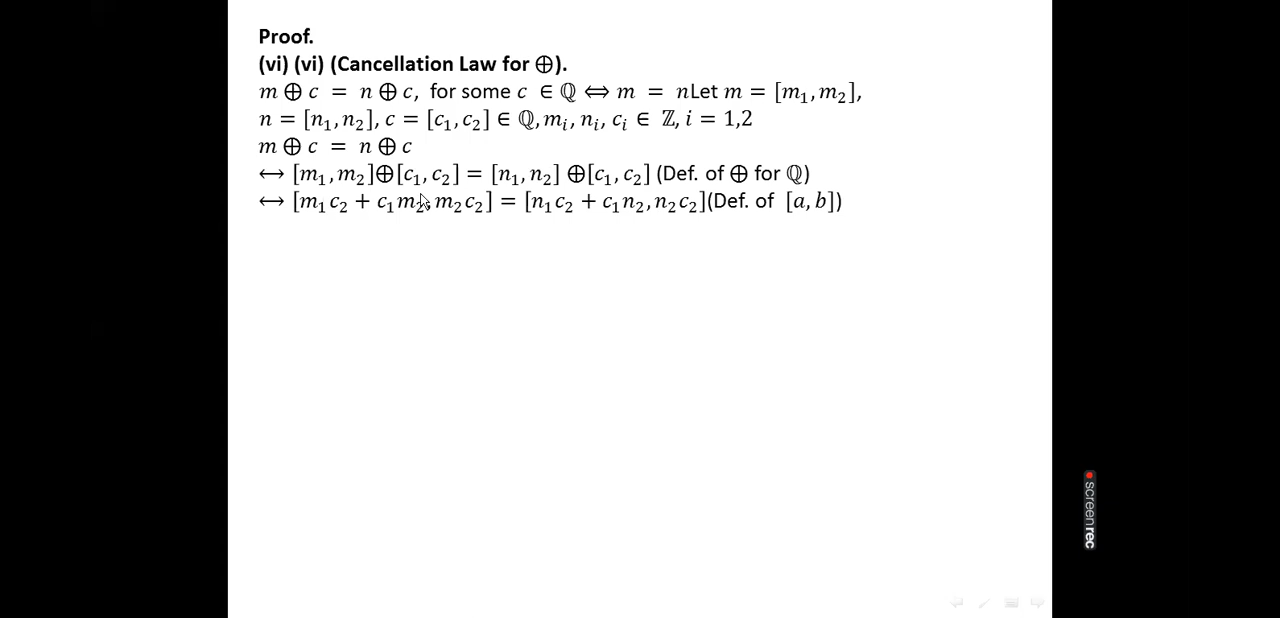 Proof.
(vi) (vi) (Cancellation Law for ⊕).
m ⊕ c = n ⊕ c, for some c ∈ ℚ ⇔ m = nLet m = [m₁, m₂],
n = [n₁, n₂], c = [c₁, c₂] ∈ ℚ, mᵢ, nᵢ, cᵢ ∈ ℤ, i = 1,2
m ⊕ c = n ⊕ c
↔ [m₁, m₂]⊕[c₁, c₂] = [n₁, n₂] ⊕[c₁, c₂] (Def. of ⊕ for ℚ)
↔ [m₁c₂ + c₁m₂, m₂c₂] = [n₁c₂ + c₁n₂, n₂c₂](Def. of [a, b])
screenrec